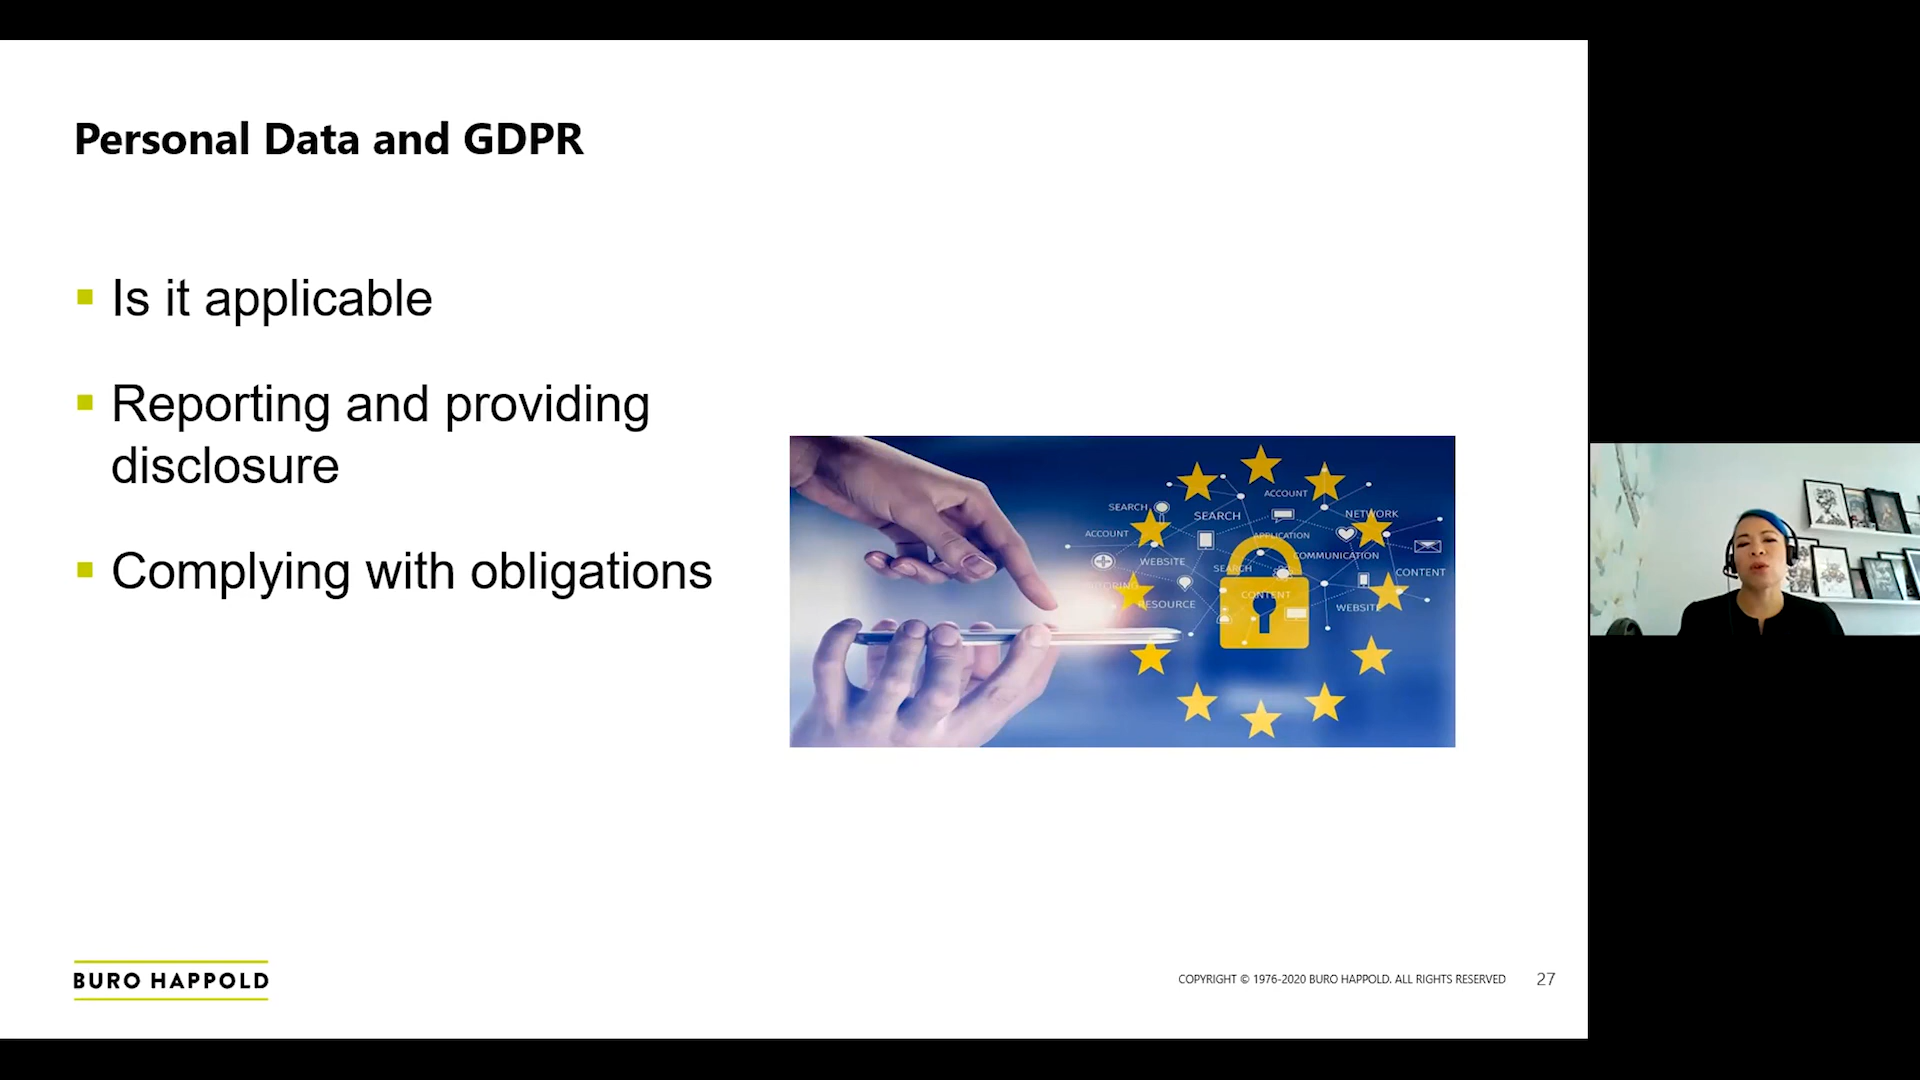 Personal Data and GDPR
Is it applicable
Reporting and providing
disclosure
Complying with obligations
ACCOUNT
SEARCH
SEARCH
NETWORK
ACCOUNT
APPLICATION
COMMUNICATION
WEBSITE
SEARCH
CONTENT
CONTENT
RESOURCE
WEBSITE
BURO HAPPOLD
COPYRIGHT © 1976-2020 BURO HAPPOLD. ALL RIGHTS RESERVED 27